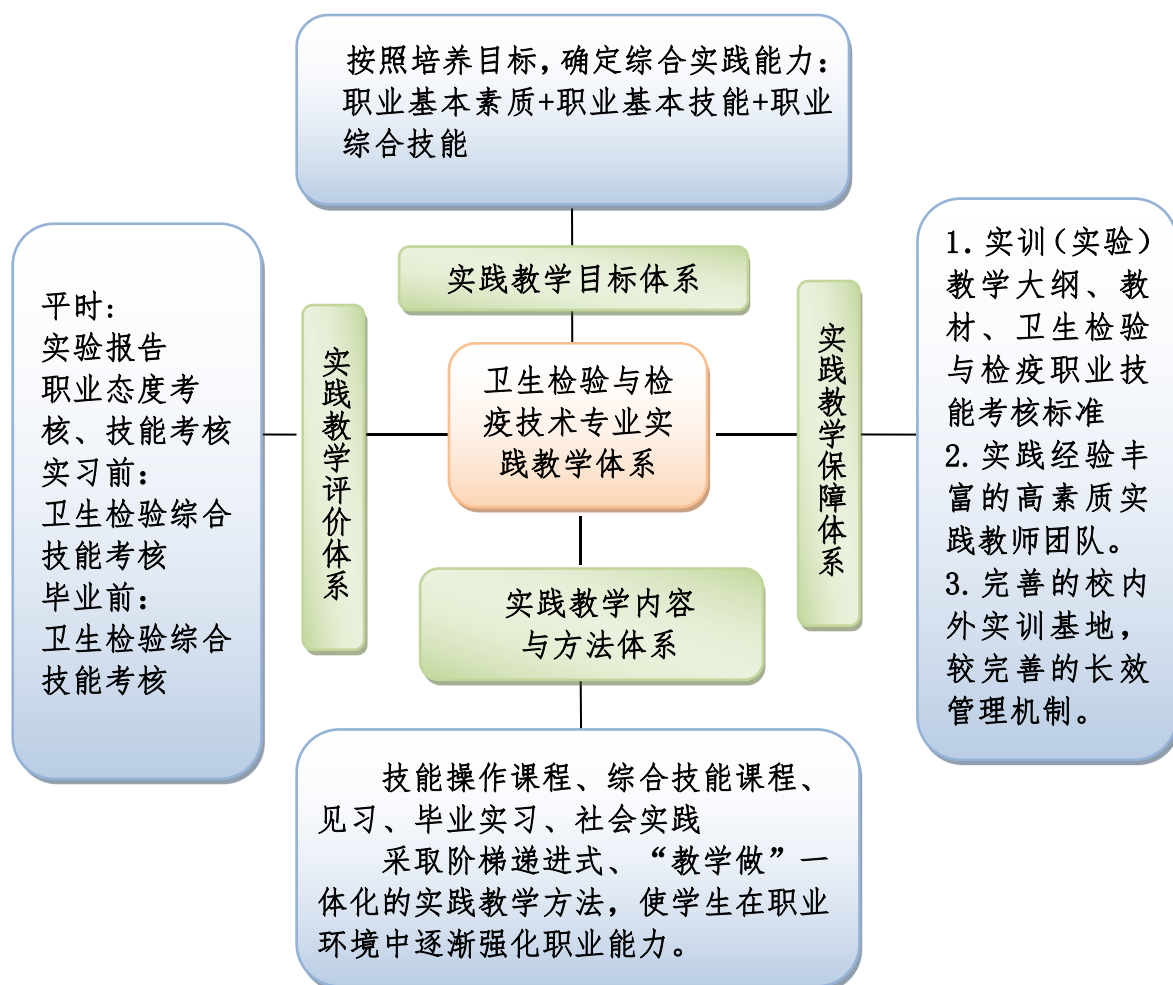 按照培养目标，确定综合实践能力：
职业基本素质+职业基本技能+职业
综合技能
实践教学目标体系
平时：
实验报告
职业态度考
核、技能考核
实习前：
卫生检验综合
技能考核
毕业前：
卫生检验综合
技能考核
实践教学评价体系
卫生检验与检
疫技术专业实
践教学体系
实践教学保障体系
1. 实训（实验）
教学大纲、教
材、卫生检验
与检疫职业技
能考核标准
2. 实践经验丰
富的高素质实
践教师团队。
3. 完善的校内
外实训基地，
较完善的长效
管理机制。
实践教学内容
与方法体系
技能操作课程、综合技能课程、
见习、毕业实习、社会实践
采取阶梯递进式、“教学做”一
体化的实践教学方法，使学生在职业
环境中逐渐强化职业能力。